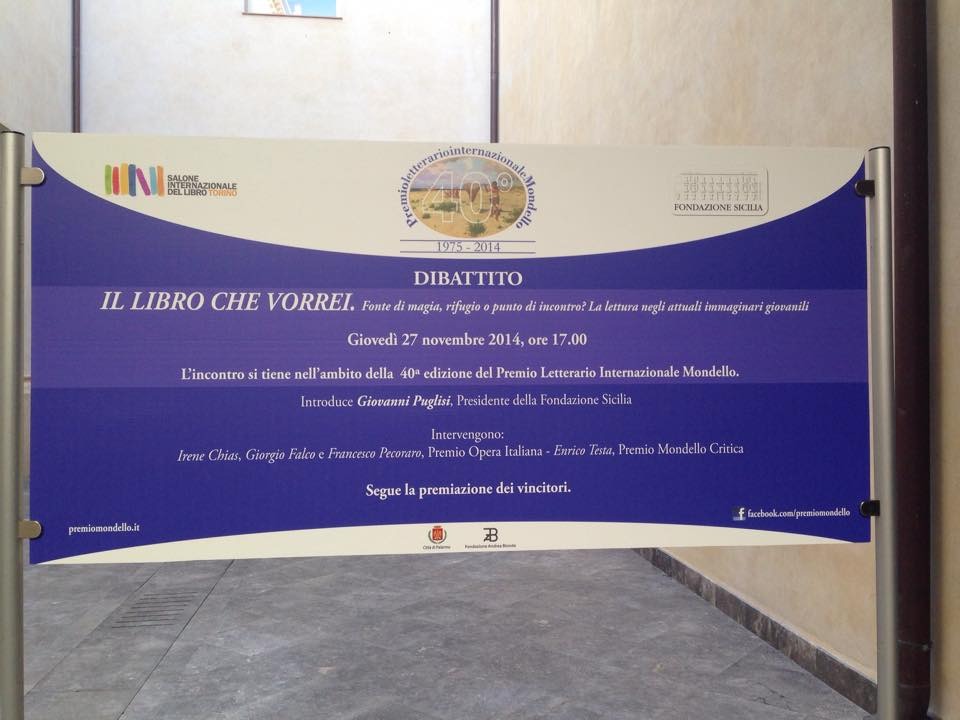 SALONE
INTERNAZIONALE
DEL LIBRO TORINO
PremioletterariointernazionaleMondello
40°
1975 - 2014
FONDAZIONE SICILIA
DIBATTITO
IL LIBRO CHE VORREI. Fonte di magia, rifugio o punto di incontro? La lettura negli attuali immaginari giovanili
Giovedì 27 novembre 2014, ore 17.00
L'incontro si tiene nell'ambito della 40ª edizione del Premio Letterario Internazionale Mondello.
Introduce Giovanni Puglisi, Presidente della Fondazione Sicilia
Intervengono:
Irene Chias, Giorgio Falco e Francesco Pecoraro, Premio Opera Italiana - Enrico Testa, Premio Mondello Critica
Segue la premiazione dei vincitori.
premiomondello.it
f facebook.com/premiomondello
Città di Palermo
Fondazione Andrea Biondo